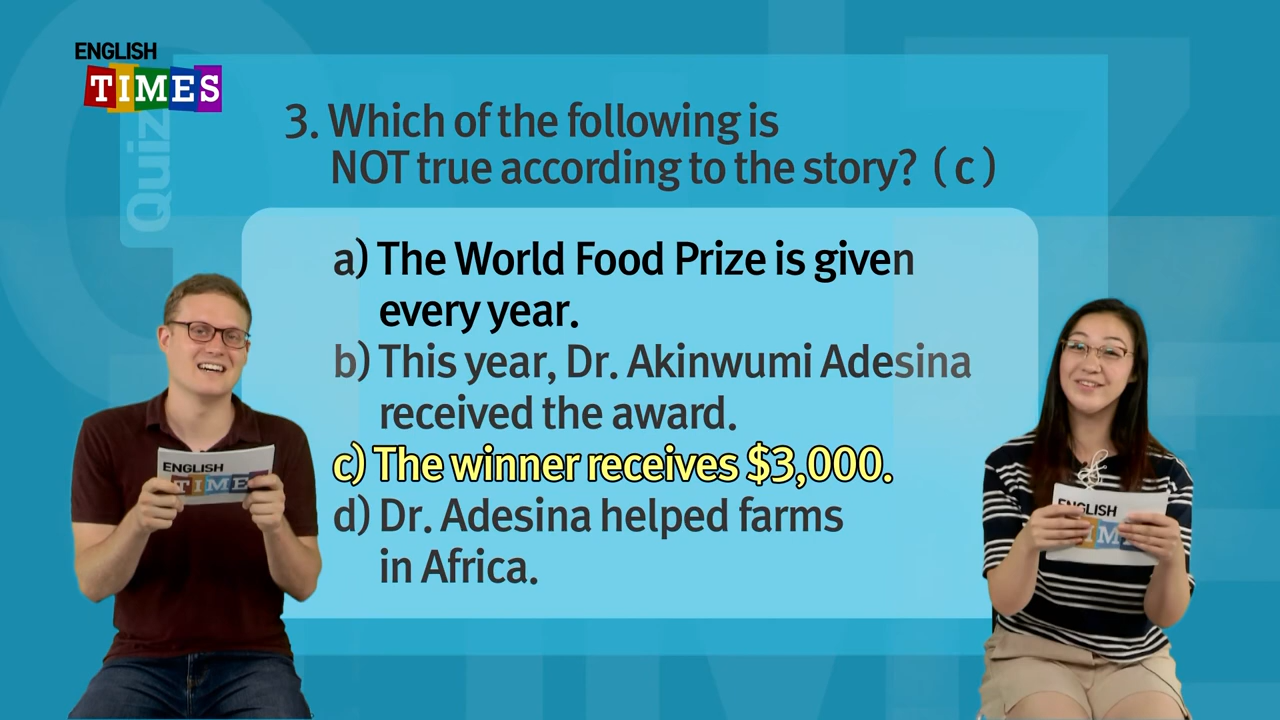 ENGLISH
TIMES
Quiz
3. Which of the following is
NOT true according to the story? ( c )
a) The World Food Prize is given
every year.
b) This year, Dr. Akinwumi Adesina
received the award.
c) The winner receives $3,000.
d) Dr. Adesina helped farms
in Africa.
ENGLISH
TIME
ENGLISH
IM